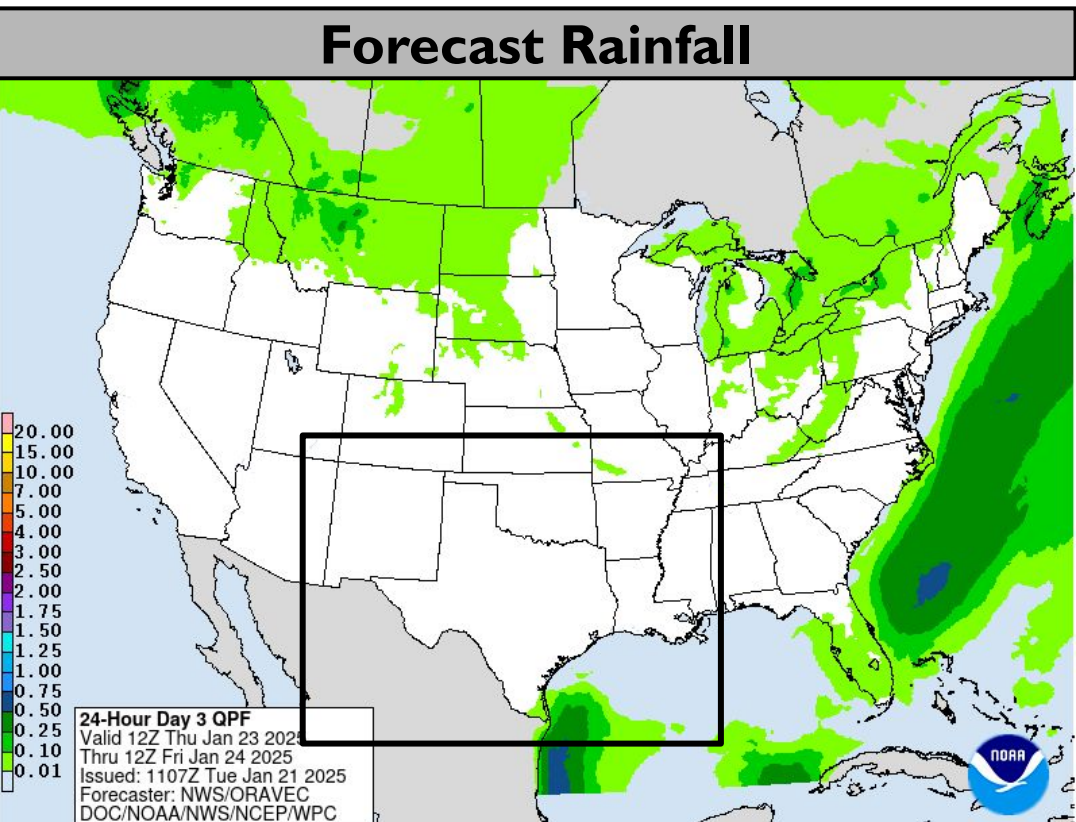 Forecast Rainfall
20.00
15.00
10.00
7.00
5.00
4.00
3.00
2.50
2.00
1.75
1.50
1.25
1.00
0.75
0.50
0.25
0.10
0.01
24-Hour Day 3 QPF
Valid 12Z Thu Jan 23 2025
Thru 12Z Fri Jan 24 2025
Issued: 1107Z Tue Jan 21 2025
Forecaster: NWS/ORAVEC
DOC/NOAA/NWS/NCEP/WPC
NOAA